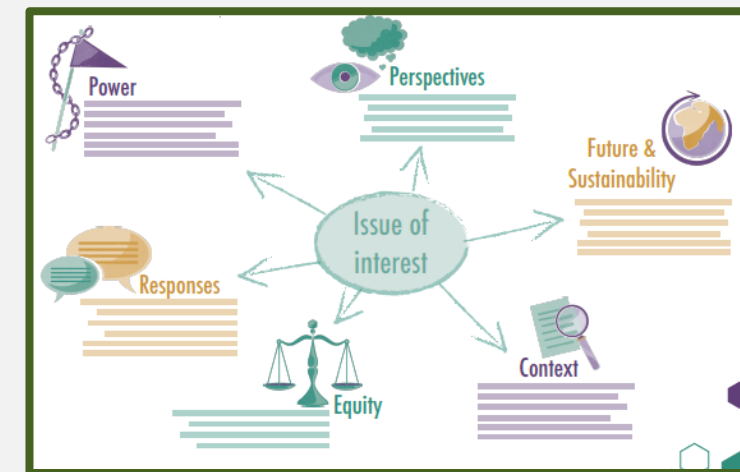 Power
Perspectives
Future &
Sustainability
Issue of
interest
Responses
Equity
Context